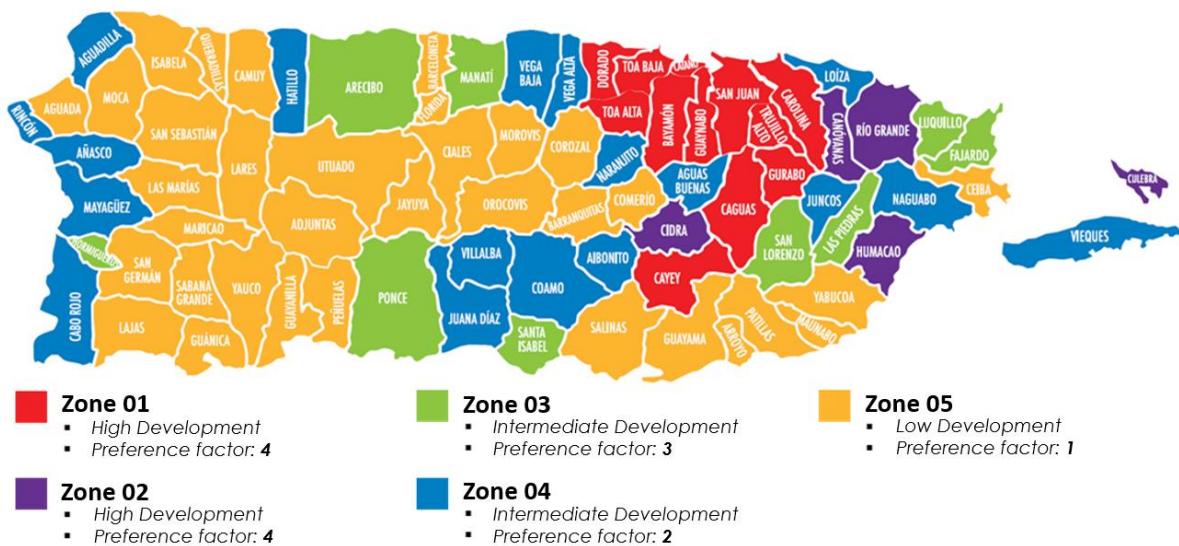 AGUADILLA
ISABELA
QUEBRADILLAS
CAMUY
HATILLO
ARECIBO
BARCELONETA
FLORIDA
MANATÍ
VEGA
BAJA
VEGA ALTA
DORADO
TOA BAJA
CATAÑO
TOA ALTA
BAYAMÓN
GUAYNABO
SAN JUAN
TRUJILLO
ALTO
CAROLINA
LOÍZA
CANÓVANAS
RÍO GRANDE
LUQUILLO
FAJARDO
CEIBA
CULEBRA
VIEQUES
RINCÓN
AGUADA
MOCA
SAN SEBASTIÁN
AÑASCO
LARES
UTUADO
CIALES
MOROVIS
COROZAL
NARANJITO
AGUAS
BUENAS
GURABO
CAGUAS
JUNCOS
LAS PIEDRAS
NAGUABO
HUMACAO
MAYAGÜEZ
LAS MARÍAS
MARICAO
ADJUNTAS
JAYUYA
OROCOVIS
BARRANQUITAS
COMERÍO
CIDRA
SAN
LORENZO
HORMIGUERO
SAN
GERMÁN
SABANA
GRANDE
YAUCO
GUAYANILLA
PEÑUELAS
PONCE
VILLALBA
JUANA DÍAZ
COAMO
AIBONITO
CAYEY
YABUCOA
CABO ROJO
LAJAS
GUÁNICA
SANTA
ISABEL
SALINAS
GUAYAMA
ARROYO
PATILLAS
MAUNABO
Zone 01
▪ High Development
▪ Preference factor: 4
Zone 03
▪ Intermediate Development
▪ Preference factor: 3
Zone 05
▪ Low Development
▪ Preference factor: 1
Zone 02
▪ High Development
▪ Preference factor: 4
Zone 04
▪ Intermediate Development
▪ Preference factor: 2